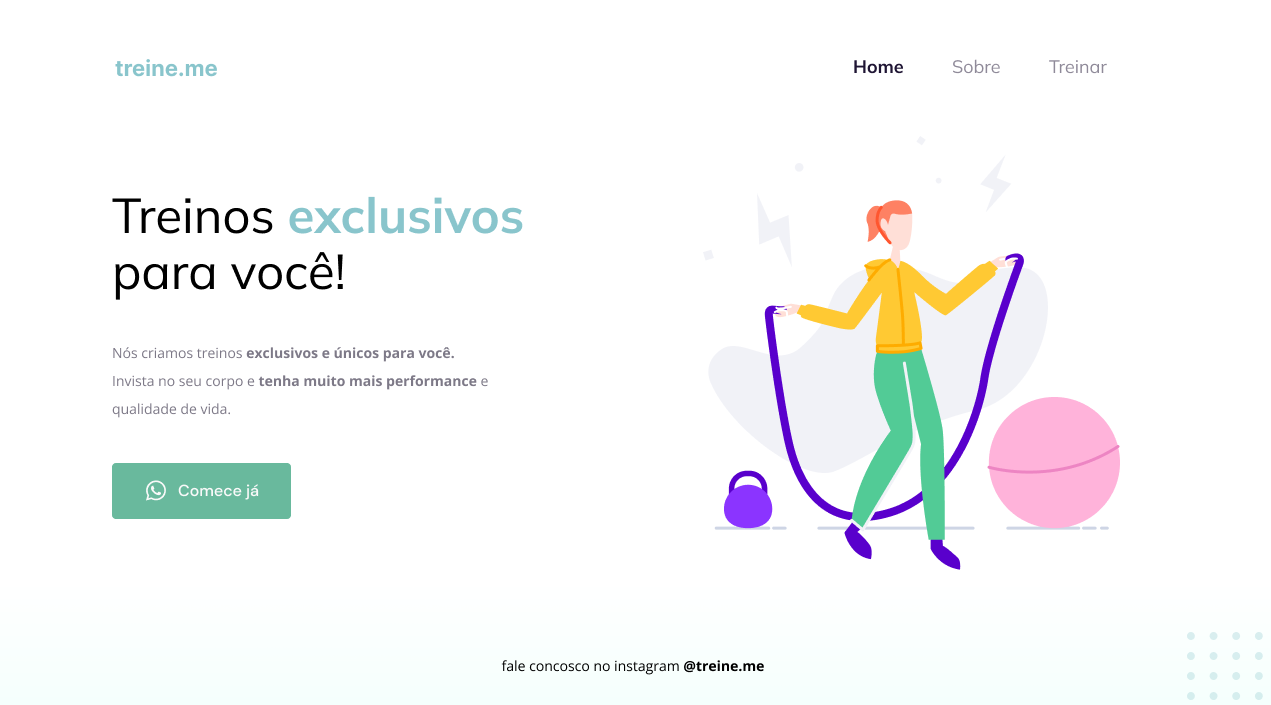 treine.me
Home Sobre Treinar
Treinos exclusivos
para você!
Nós criamos treinos exclusivos e únicos para você.
Invista no seu corpo e tenha muito mais performance e
qualidade de vida.
Comece já
fale concosco no instagram @treine.me